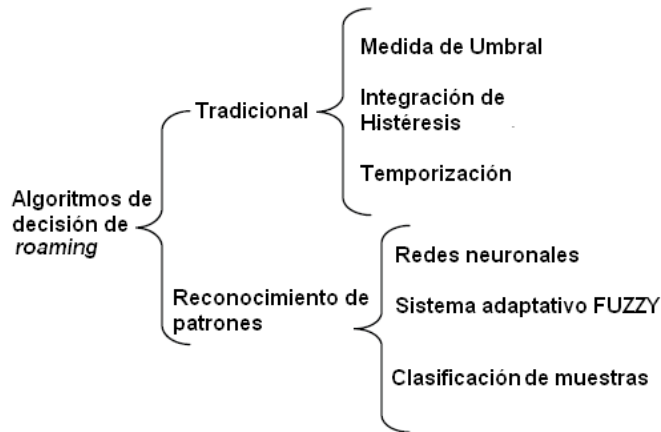 Algoritmos de
decisión de
roaming
Tradicional
Medida de Umbral
Integración de
Histéresis
Temporización
Reconocimiento de
patrones
Redes neuronales
Sistema adaptativo FUZZY
Clasificación de muestras